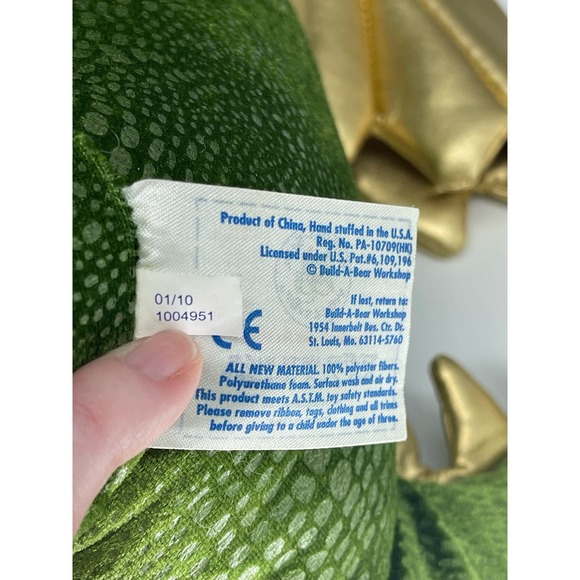 Product of China, Hand stuffed in the U.S.A.
Reg. No. PA-10709(HK)
Licensed under U.S. Pat.#6,109,196
© Build-A-Bear Workshop
If lost, return to:
Build-A-Bear Workshop
1954 Innerbelt Bus. Ctr. Dr.
St. Louis, Mo. 63114-5760
01/10
1004951
CE
ALL NEW MATERIAL. 100% polyester fibers.
Polyurethane foam. Surface wash and air dry.
This product meets A.S.T.M. toy safety standards.
Please remove ribbon, tags, clothing and all trims
before giving to a child under the age of three.